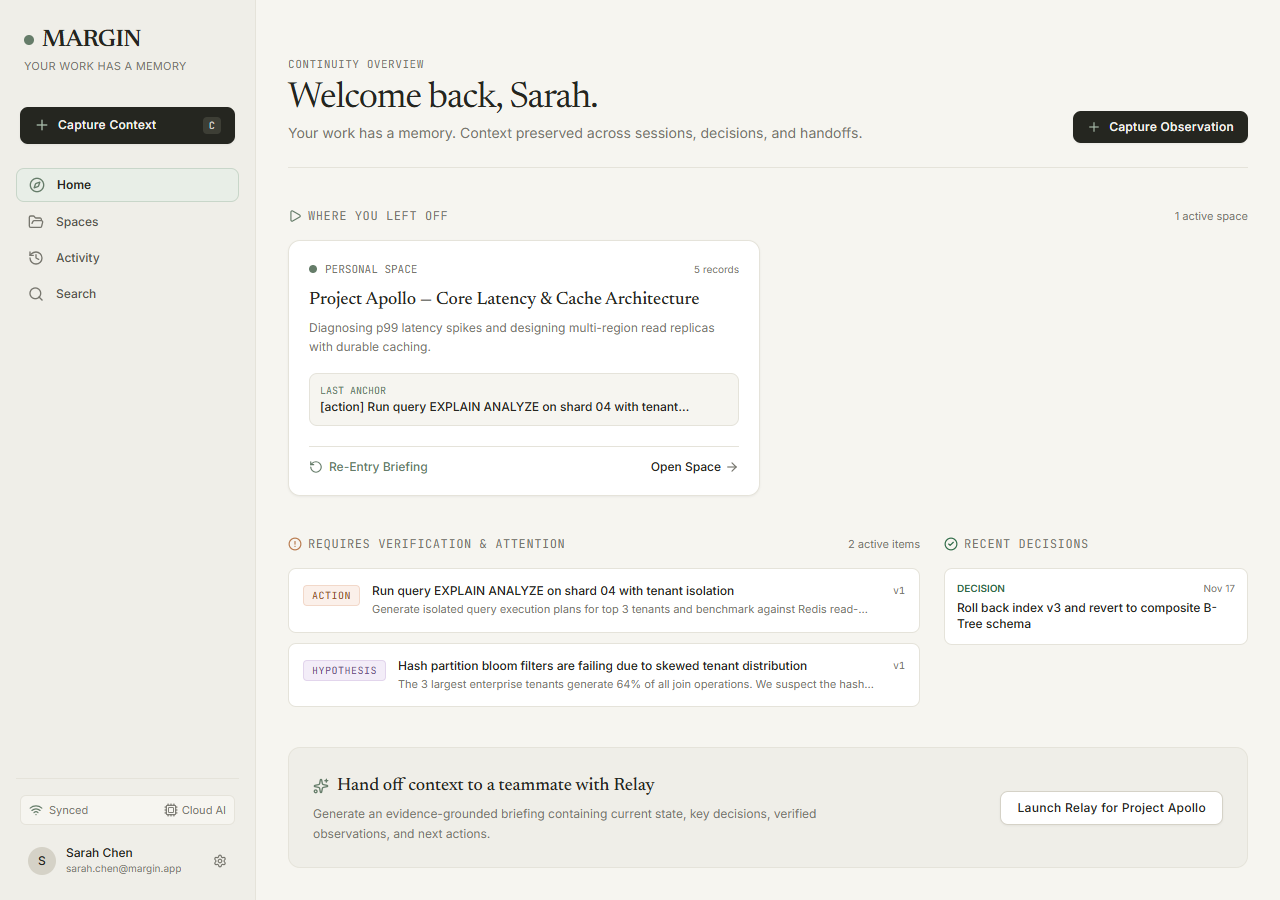 MARGIN
YOUR WORK HAS A MEMORY
Capture Context
C
Home
Spaces
Activity
Search
Synced
Cloud AI
S
Sarah Chen
sarah.chen@margin.app
CONTINUITY OVERVIEW
Welcome back, Sarah.
Your work has a memory. Context preserved across sessions, decisions, and handoffs.
Capture Observation
WHERE YOU LEFT OFF
1 active space
PERSONAL SPACE
5 records
Project Apollo — Core Latency & Cache Architecture
Diagnosing p99 latency spikes and designing multi-region read replicas
with durable caching.
LAST ANCHOR
[action] Run query EXPLAIN ANALYZE on shard 04 with tenant...
Re-Entry Briefing
Open Space
REQUIRES VERIFICATION & ATTENTION
2 active items
ACTION
Run query EXPLAIN ANALYZE on shard 04 with tenant isolation
v1
Generate isolated query execution plans for top 3 tenants and benchmark against Redis read-...
HYPOTHESIS
Hash partition bloom filters are failing due to skewed tenant distribution
v1
The 3 largest enterprise tenants generate 64% of all join operations. We suspect the hash...
RECENT DECISIONS
DECISION
Nov 17
Roll back index v3 and revert to composite B-
Tree schema
Hand off context to a teammate with Relay
Generate an evidence-grounded briefing containing current state, key decisions, verified
observations, and next actions.
Launch Relay for Project Apollo